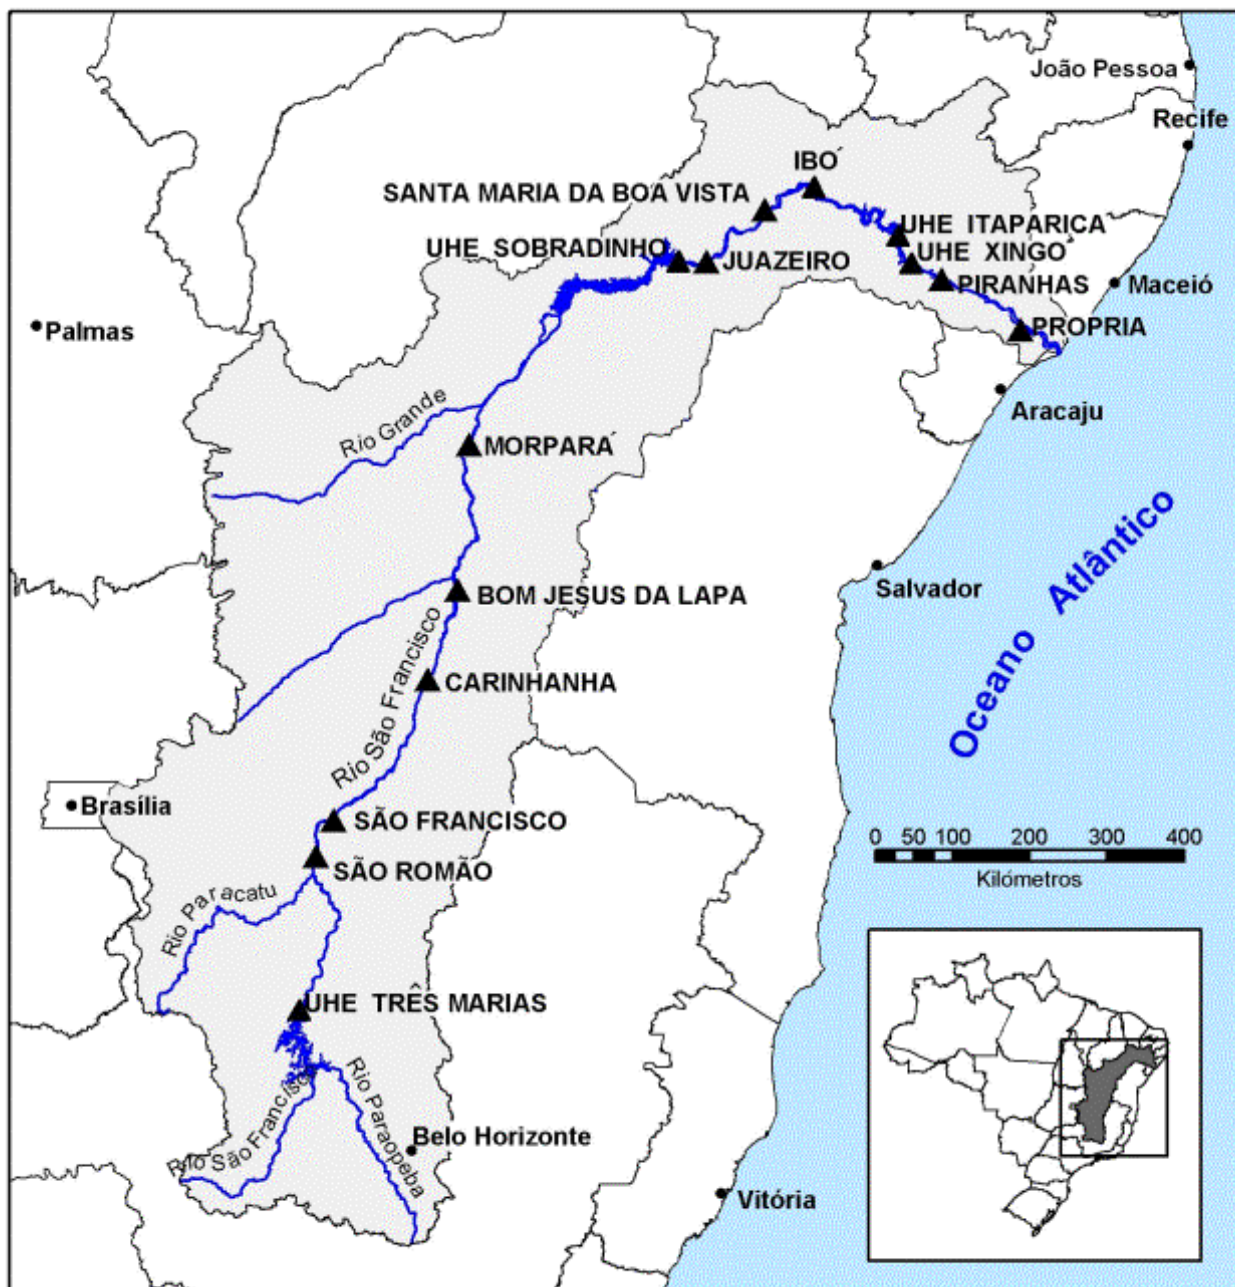 João Pessoa
Recife
IBÓ
SANTA MARIA DA BOA VISTA
UHE ITAPARICA
UHE SOBRADINHO
JUAZEIRO
UHE XINGÓ
PIRANHAS
Maceió
Palmas
PROPRIA
Aracaju
Rio Grande
MORPARÁ
Oceano Atlântico
Salvador
BOM JESUS DA LAPA
Rio São Francisco
CARINHANHA
Brasília
SÃO FRANCISCO
SÃO ROMÃO
0 50 100 200 300 400
Kilómetros
Rio Paracatu
UHE TRÊS MARIAS
Rio São Francisco
Rio Paraopeba
Belo Horizonte
Vitória